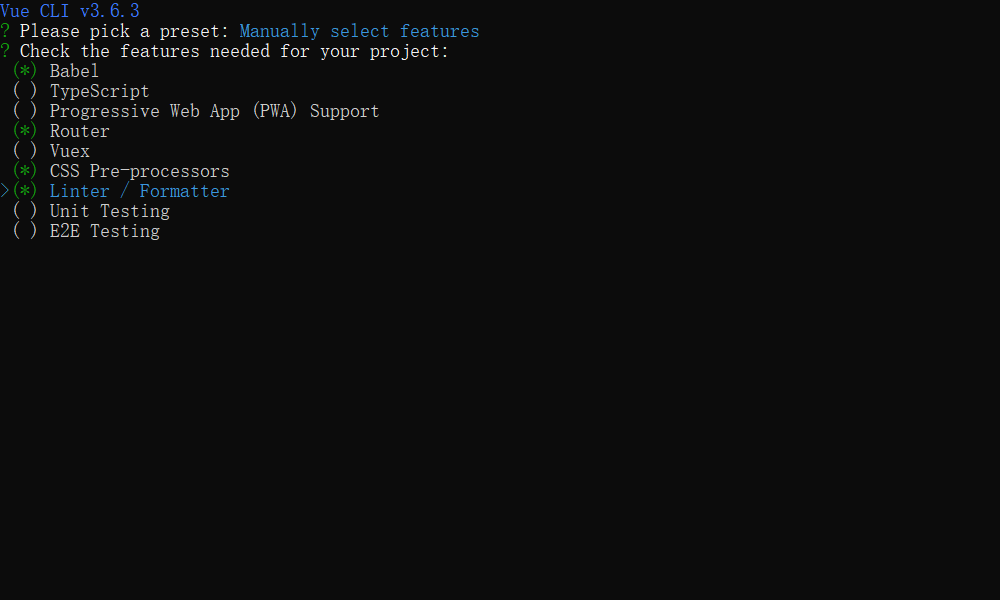 Vue CLI v3.6.3
? Please pick a preset: Manually select features
? Check the features needed for your project:
 (*) Babel
 ( ) TypeScript
 ( ) Progressive Web App (PWA) Support
 (*) Router
 ( ) Vuex
 (*) CSS Pre-processors
>(*) Linter / Formatter
 ( ) Unit Testing
 ( ) E2E Testing